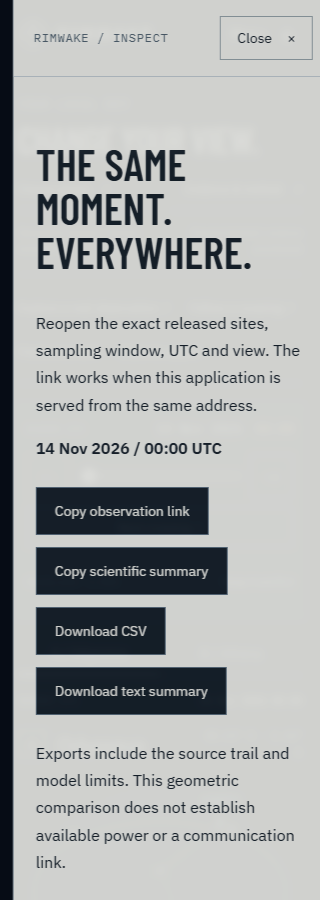 RIMWAKE / INSPECT
Close ×
THE SAME
MOMENT.
EVERYWHERE.
Reopen the exact released sites,
sampling window, UTC and view. The
link works when this application is
served from the same address.
14 Nov 2026 / 00:00 UTC
Copy observation link
Copy scientific summary
Download CSV
Download text summary
Exports include the source trail and
model limits. This geometric
comparison does not establish
available power or a communication
link.